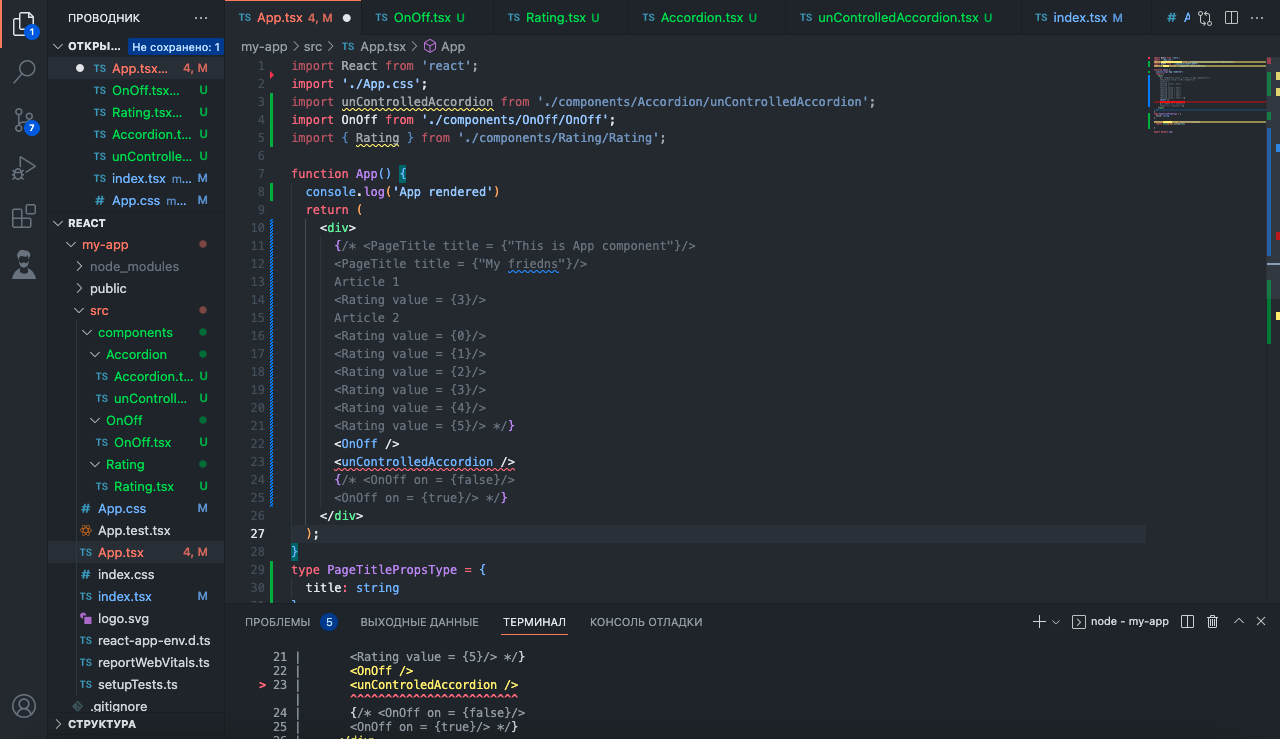 1
7
ПРОВОДНИК
ОТКРЫ... Не сохранено: 1
TS App.tsx... 4, M
TS OnOff.tsx... U
TS Rating.tsx... U
TS Accordion.t... U
TS unControlle... U
TS index.tsx m... M
# App.css m... M
REACT
my-app
node_modules
public
src
components
Accordion
TS Accordion.t... U
TS unControll... U
OnOff
TS OnOff.tsx U
Rating
TS Rating.tsx U
# App.css M
App.test.tsx
TS App.tsx 4, M
# index.css
TS index.tsx M
logo.svg
TS react-app-env.d.ts
TS reportWebVitals.ts
TS setupTests.ts
.gitignore
СТРУКТУРА
TS App.tsx 4, M
TS OnOff.tsx U
TS Rating.tsx U
TS Accordion.tsx U
TS unControlledAccordion.tsx U
TS index.tsx M
# A
my-app > src > TS App.tsx > App
1 import React from 'react';
2 import './App.css';
3 import unControlledAccordion from './components/Accordion/unControlledAccordion';
4 import OnOff from './components/OnOff/OnOff';
5 import { Rating } from './components/Rating/Rating';
6
7 function App() {
8 console.log('App rendered')
9 return (
10 <div>
11 {/* <PageTitle title = {"This is App component"}/>
12 <PageTitle title = {"My friedns"}/>
13 Article 1
14 <Rating value = {3}/>
15 Article 2
16 <Rating value = {0}/>
17 <Rating value = {1}/>
18 <Rating value = {2}/>
19 <Rating value = {3}/>
20 <Rating value = {4}/>
21 <Rating value = {5}/> */}
22 <OnOff />
23 <unControlledAccordion />
24 {/* <OnOff on = {false}/>
25 <OnOff on = {true}/> */}
26 </div>
27 );
28 }
29 type PageTitlePropsType = {
30 title: string
ПРОБЛЕМЫ 5 ВЫХОДНЫЕ ДАННЫЕ ТЕРМИНАЛ КОНСОЛЬ ОТЛАДКИ node - my-app
21 | <Rating value = {5}/> */}
22 | <OnOff />
> 23 | <unControledAccordion />
| ^^^^^^^^^^^^^^^^^^^^^^^^
24 | {/* <OnOff on = {false}/>
25 | <OnOff on = {true}/> */}
26 | </div>